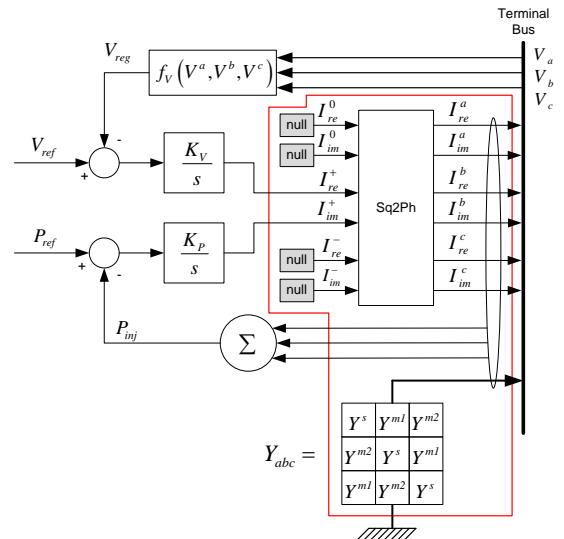 Terminal
Bus
V_reg
f_V(V^a, V^b, V^c)
V_a
V_b
V_c
-
V_ref
+
K_V
s
null
I_re^0
null
I_im^0
I_re^+
I_im^+
null
I_re^-
null
I_im^-
Sq2Ph
I_re^a
I_im^a
I_re^b
I_im^b
I_re^c
I_im^c
P_ref
+
-
K_P
s
P_inj
Σ
Y_abc =
Y^s Y^m1 Y^m2
Y^m2 Y^s Y^m1
Y^m1 Y^m2 Y^s